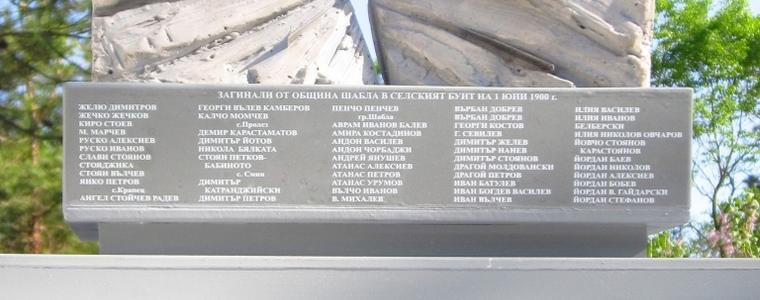 ЗАГИНАЛИ ОТ ОБЩИНА ШАБЛА В СЕЛСКИЯТ БУНТ НА 1 ЮНИ 1900 г.
ЖЕЛЮ ДИМИТРОВ
ЖЕЧКО ЖЕЧКОВ
КИРО СТОЕВ
М. МАРЧЕВ
РУСКО АЛЕКСИЕВ
РУСКО ИВАНОВ
СЛАВИ СТОЯНОВ
СТОЯДЖИКА
СТОЯН ВЪЛЧЕВ
ЯНКО ПЕТРОВ
с.Крапец
АНГЕЛ СТОЙЧЕВ РАДЕВ
ГЕОРГИ ВЪЛЕВ КАМБЕРОВ
КАЛЧО МОМЧЕВ
с.Пролез
ДЕМИР КАРАСТАМАТОВ
ДИМИТЪР ЙОТОВ
НИКОЛА БЯЛКАТА
СТОЯН ПЕТКОВ-
БАБИНОТО
с. Смин
ДИМИТЪР
КАТРАНДЖИЙСКИ
ДИМИТЪР ПЕТРОВ
ПЕНЧО ПЕНЧЕВ
гр.Шабла
АВРАМ ИВАНОВ БАЛЕВ
АМИРА КОСТАДИНОВ
АНДОН ВАСИЛЕВ
АНДОН ЧОРБАДЖИ
АНДРЕЙ ЯНУШЕВ
АТАНАС АЛЕКСИЕВ
АТАНАС ПЕТРОВ
АТАНАС УРУМОВ
ВЪЛЧО ИВАНОВ
В. МИХАЛЕВ
ВЪРБАН ДОБРЕВ
ВЪРБАН ДОБРЕВ
ГЕОРГИ КОСТОВ
Г. СЕВИЛЕВ
ДИМИТЪР ЖЕЛЕВ
ДИМИТЪР НАНЕВ
ДИМИТЪР СТОЯНОВ
ДРАГОЙ МОЛДОВАНСКИ
ДРАГОЙ ПЕТРОВ
ИВАН БАТУЛЕВ
ИВАН БОГДЕВ ВАСИЛЕВ
ИВАН ВЪЛЧЕВ
ИЛИЯ ВАСИЛЕВ
ИЛИЯ ИВАНОВ
БЕЛБЕРСКИ
ИЛИЯ НИКОЛОВ ОВЧАРОВ
ЙОВЧО СТОЯНОВ
КАРАСТОЯНОВ
ЙОРДАН БАЕВ
ЙОРДАН НИКОЛОВ
ЙОРДАН АЛЕКСИЕВ
ЙОРДАН БОБЕВ
ЙОРДАН В. ГАЙДАРСКИ
ЙОРДАН СТЕФАНОВ